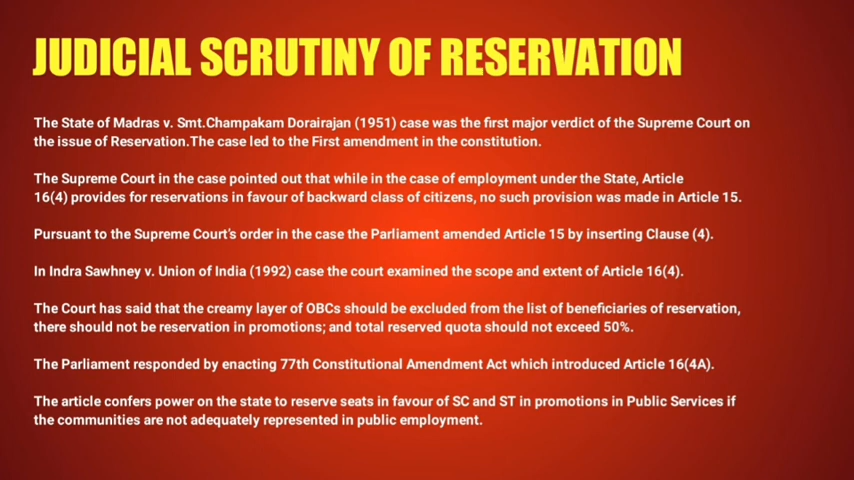 JUDICIAL SCRUTINY OF RESERVATION
The State of Madras v. Smt.Champakam Dorairajan (1951) case was the first major verdict of the Supreme Court on
the issue of Reservation.The case led to the First amendment in the constitution.
The Supreme Court in the case pointed out that while in the case of employment under the State, Article
16(4) provides for reservations in favour of backward class of citizens, no such provision was made in Article 15.
Pursuant to the Supreme Court's order in the case the Parliament amended Article 15 by inserting Clause (4).
In Indra Sawhney v. Union of India (1992) case the court examined the scope and extent of Article 16(4).
The Court has said that the creamy layer of OBCs should be excluded from the list of beneficiaries of reservation,
there should not be reservation in promotions; and total reserved quota should not exceed 50%.
The Parliament responded by enacting 77th Constitutional Amendment Act which introduced Article 16(4A).
The article confers power on the state to reserve seats in favour of SC and ST in promotions in Public Services if
the communities are not adequately represented in public employment.